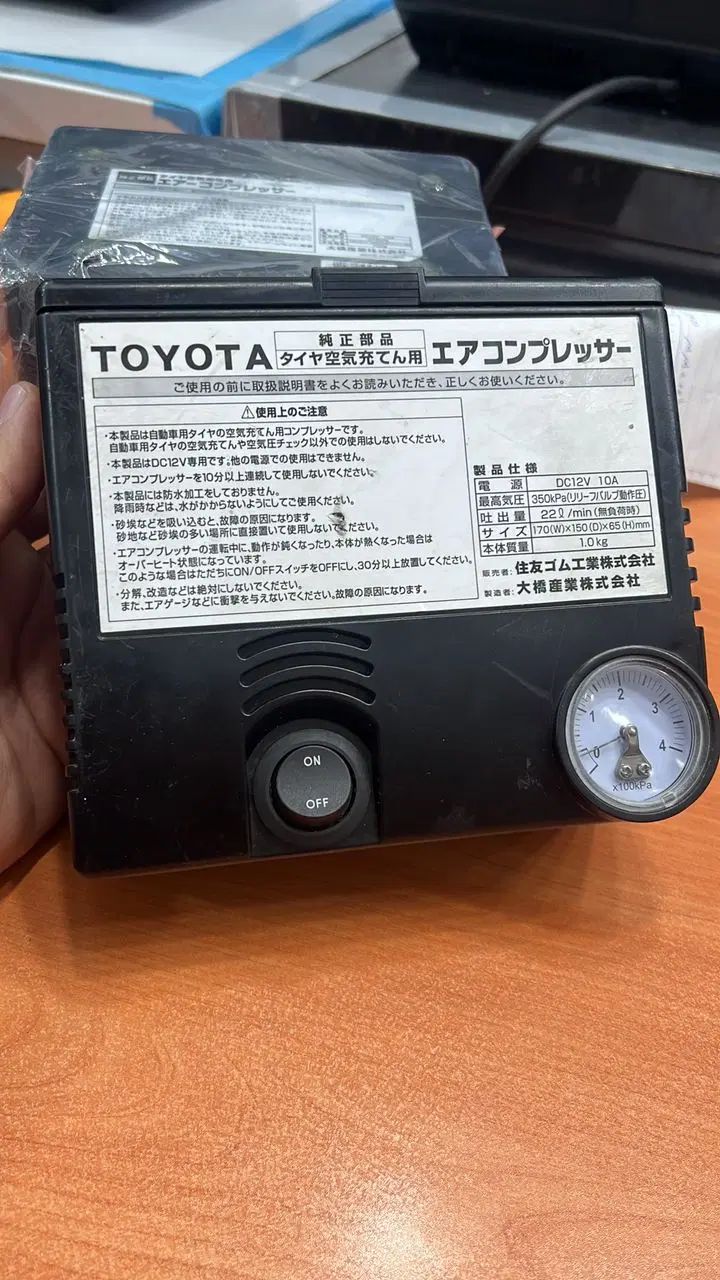 エアーコンプレッサー
TOYOTA 純正部品 タイヤ空気充てん用 エアコンプレッサー
ご使用の前に取扱説明書をよくお読みいただき、正しくお使いください。
⚠使用上のご注意
・本製品は自動車用タイヤの空気充てん用コンプレッサーです。
自動車用タイヤの空気充てんや空気圧チェック以外での使用はしないでください。
・本製品はDC12V専用です。他の電源での使用はできません。
・エアコンプレッサーを10分以上連続して使用しないでください。
・本製品には防水加工をしておりません。
降雨時などは、水がかからないようにしてご使用ください。
・砂埃などを吸い込むと、故障の原因になります。
砂地など砂埃の多い場所に直接置いて使用しないでください。
・エアコンプレッサーの運転中に、動作が鈍くなったり、本体が熱くなった場合は
オーバーヒート状態になっています。
このような場合はただちにON/OFFスイッチをOFFにし、30分以上放置してください。
・分解、改造などは絶対にしないでください。
また、エアゲージなどに衝撃を与えないでください。故障の原因になります。
製品仕様
電源 DC12V 10A
最高気圧 350kPa(リリーフバルブ動作圧)
吐出量 22ℓ/min(無負荷時)
サイズ 170(W)×150(D)×65(H)mm
本体質量 1.0kg
販売者: 住友ゴム工業株式会社
製造者: 大橋産業株式会社
ON
OFF
0 1 2 3 4
x100kPa